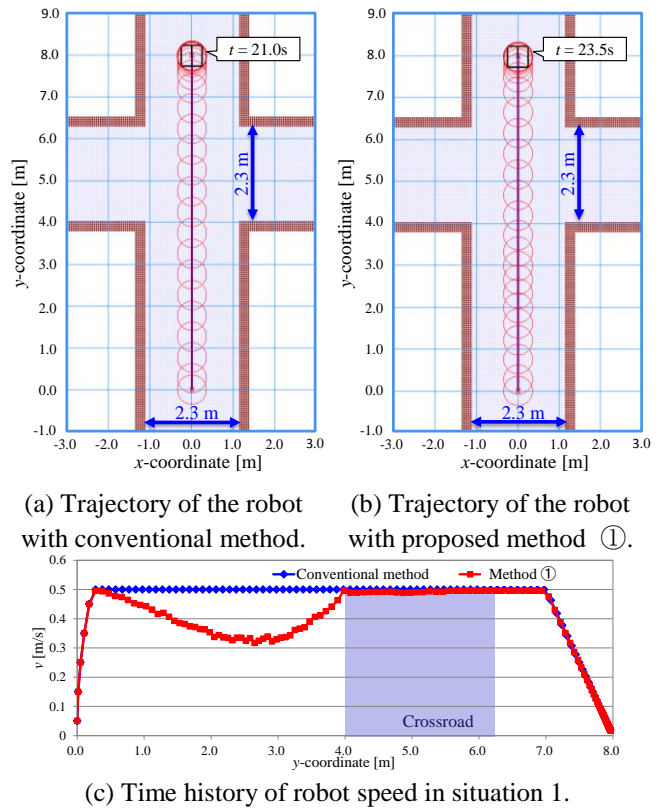 9.0
8.0
7.0
6.0
5.0
4.0
3.0
2.0
1.0
0.0
-1.0
y-coordinate [m]
-3.0 -2.0 -1.0 0.0 1.0 2.0 3.0
x-coordinate [m]
t = 21.0s
2.3 m
2.3 m
9.0
8.0
7.0
6.0
5.0
4.0
3.0
2.0
1.0
0.0
-1.0
y-coordinate [m]
-3.0 -2.0 -1.0 0.0 1.0 2.0 3.0
x-coordinate [m]
t = 23.5s
2.3 m
2.3 m
(a) Trajectory of the robot
with conventional method.
(b) Trajectory of the robot
with proposed method ①.
0.6
0.5
0.4
0.3
0.2
0.1
0
v [m/s]
Conventional method Method ①
Crossroad
0.0 1.0 2.0 3.0 4.0 5.0 6.0 7.0 8.0
y-coordinate [m]
(c) Time history of robot speed in situation 1.